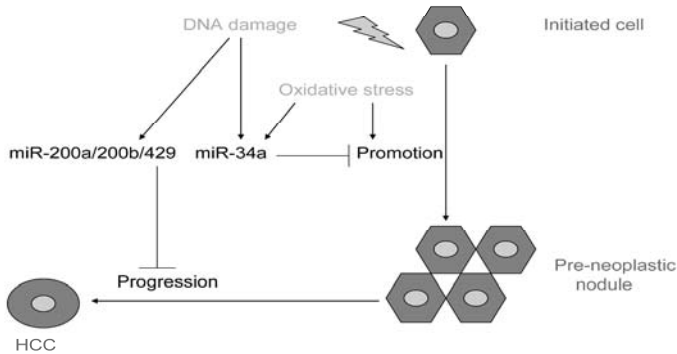 DNA damage
Initiated cell
Oxidative stress
miR-200a/200b/429
miR-34a
Promotion
Pre-neoplastic
nodule
Progression
HCC